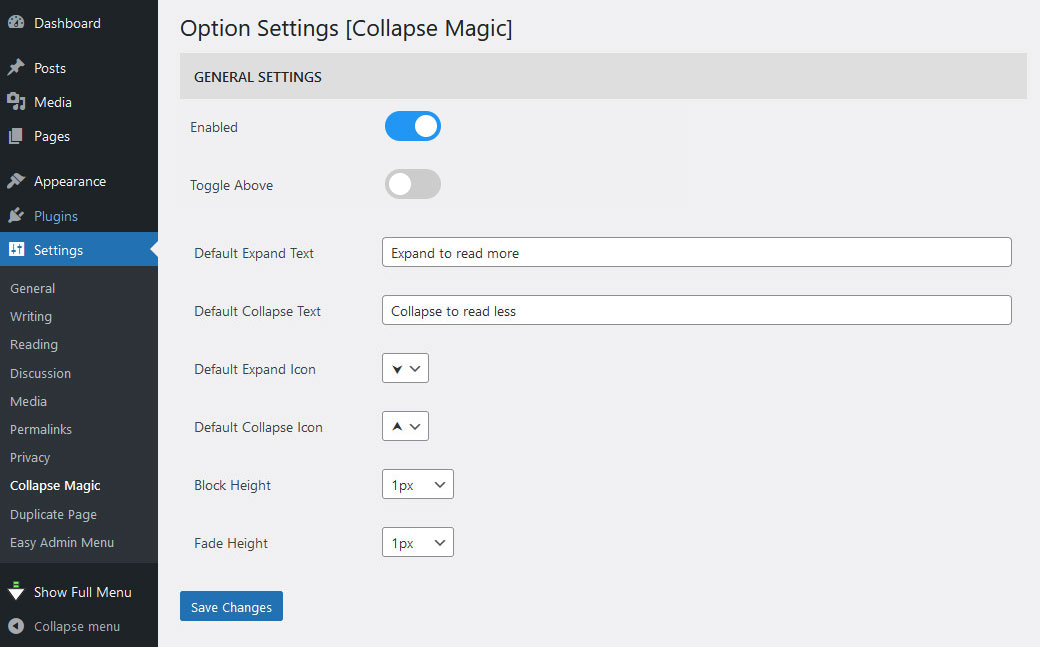 Dashboard
Posts
Media
Pages
Appearance
Plugins
Settings
General
Writing
Reading
Discussion
Media
Permalinks
Privacy
Collapse Magic
Duplicate Page
Easy Admin Menu
Show Full Menu
Collapse menu
Option Settings [Collapse Magic]
GENERAL SETTINGS
Enabled
Toggle Above
Default Expand Text Expand to read more
Default Collapse Text Collapse to read less
Default Expand Icon
Default Collapse Icon
Block Height 1px
Fade Height 1px
Save Changes